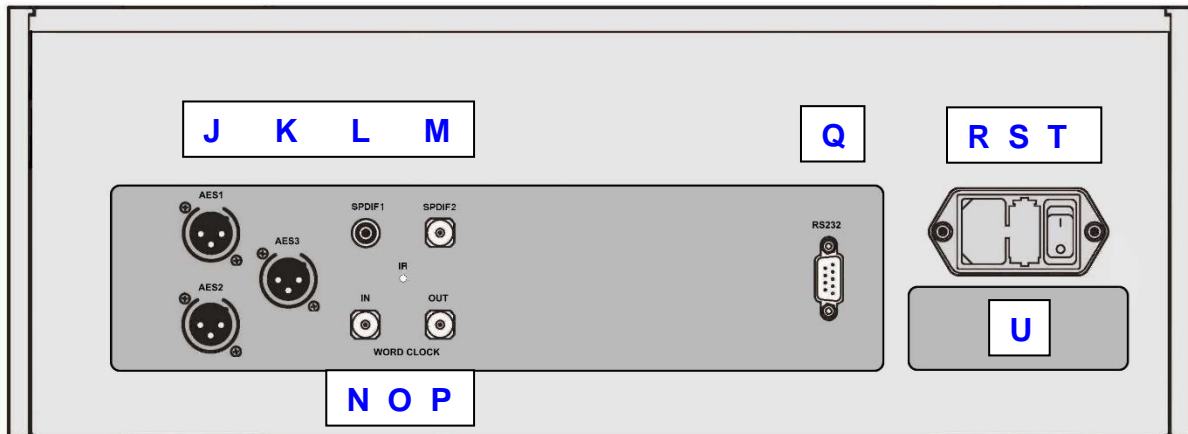 J K L M
Q
R S T
AES1
SPDIF1 SPDIF2
AES3
RS232
IR
AES2
IN OUT
WORD CLOCK
U
N O P